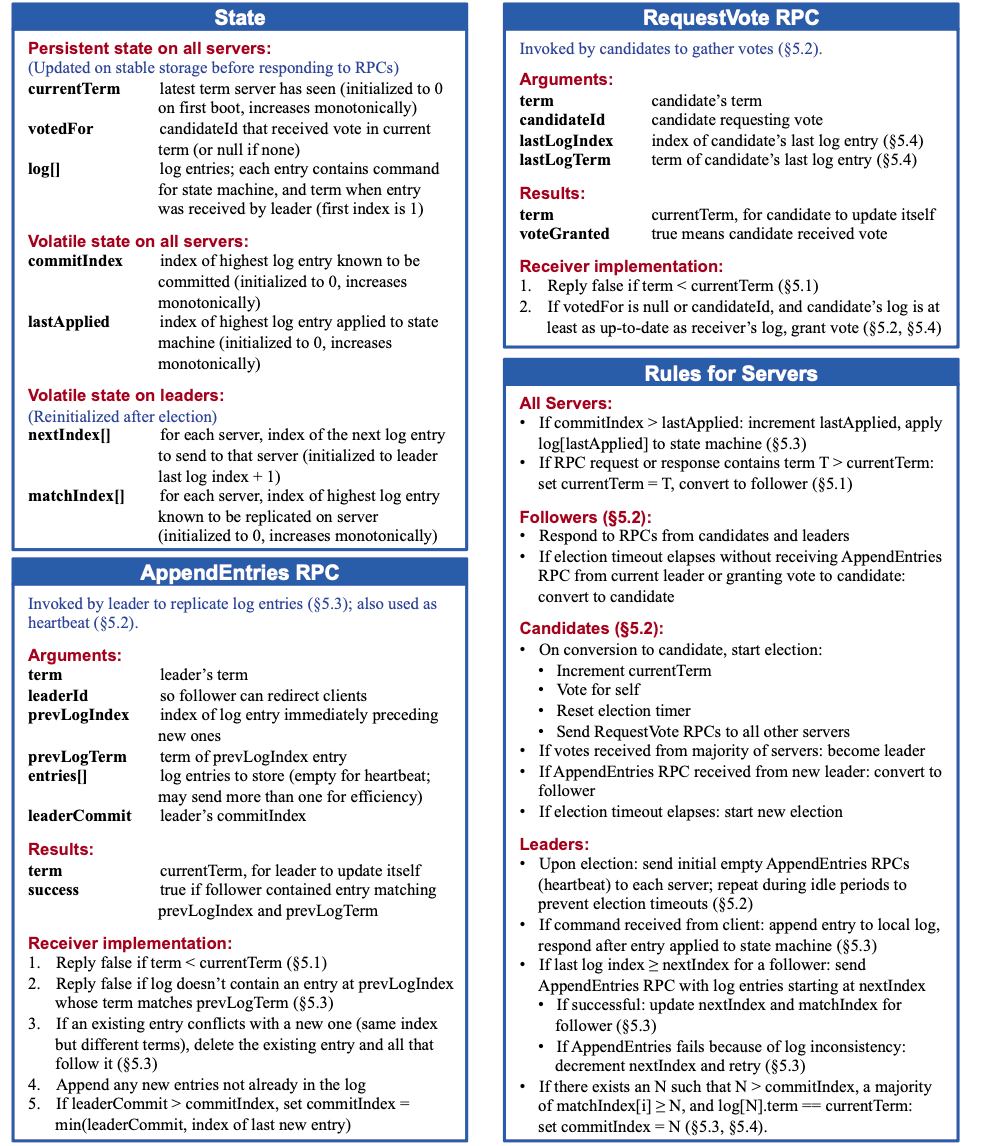 State
Persistent state on all servers:
(Updated on stable storage before responding to RPCs)
currentTerm latest term server has seen (initialized to 0
on first boot, increases monotonically)
votedFor candidateId that received vote in current
term (or null if none)
log[] log entries; each entry contains command
for state machine, and term when entry
was received by leader (first index is 1)
Volatile state on all servers:
commitIndex index of highest log entry known to be
committed (initialized to 0, increases
monotonically)
lastApplied index of highest log entry applied to state
machine (initialized to 0, increases
monotonically)
Volatile state on leaders:
(Reinitialized after election)
nextIndex[] for each server, index of the next log entry
to send to that server (initialized to leader
last log index + 1)
matchIndex[] for each server, index of highest log entry
known to be replicated on server
(initialized to 0, increases monotonically)
AppendEntries RPC
Invoked by leader to replicate log entries (§5.3); also used as
heartbeat (§5.2).
Arguments:
term leader's term
leaderId so follower can redirect clients
prevLogIndex index of log entry immediately preceding
new ones
prevLogTerm term of prevLogIndex entry
entries[] log entries to store (empty for heartbeat;
may send more than one for efficiency)
leaderCommit leader's commitIndex
Results:
term currentTerm, for leader to update itself
success true if follower contained entry matching
prevLogIndex and prevLogTerm
Receiver implementation:
1. Reply false if term < currentTerm (§5.1)
2. Reply false if log doesn't contain an entry at prevLogIndex
whose term matches prevLogTerm (§5.3)
3. If an existing entry conflicts with a new one (same index
but different terms), delete the existing entry and all that
follow it (§5.3)
4. Append any new entries not already in the log
5. If leaderCommit > commitIndex, set commitIndex =
min(leaderCommit, index of last new entry)
RequestVote RPC
Invoked by candidates to gather votes (§5.2).
Arguments:
term candidate's term
candidateId candidate requesting vote
lastLogIndex index of candidate's last log entry (§5.4)
lastLogTerm term of candidate's last log entry (§5.4)
Results:
term currentTerm, for candidate to update itself
voteGranted true means candidate received vote
Receiver implementation:
1. Reply false if term < currentTerm (§5.1)
2. If votedFor is null or candidateId, and candidate's log is at
least as up-to-date as receiver's log, grant vote (§5.2, §5.4)
Rules for Servers
All Servers:
• If commitIndex > lastApplied: increment lastApplied, apply
log[lastApplied] to state machine (§5.3)
• If RPC request or response contains term T > currentTerm:
set currentTerm = T, convert to follower (§5.1)
Followers (§5.2):
• Respond to RPCs from candidates and leaders
• If election timeout elapses without receiving AppendEntries
RPC from current leader or granting vote to candidate:
convert to candidate
Candidates (§5.2):
• On conversion to candidate, start election:
• Increment currentTerm
• Vote for self
• Reset election timer
• Send RequestVote RPCs to all other servers
• If votes received from majority of servers: become leader
• If AppendEntries RPC received from new leader: convert to
follower
• If election timeout elapses: start new election
Leaders:
• Upon election: send initial empty AppendEntries RPCs
(heartbeat) to each server; repeat during idle periods to
prevent election timeouts (§5.2)
• If command received from client: append entry to local log,
respond after entry applied to state machine (§5.3)
• If last log index ≥ nextIndex for a follower: send
AppendEntries RPC with log entries starting at nextIndex
• If successful: update nextIndex and matchIndex for
follower (§5.3)
• If AppendEntries fails because of log inconsistency:
decrement nextIndex and retry (§5.3)
• If there exists an N such that N > commitIndex, a majority
of matchIndex[i] ≥ N, and log[N].term == currentTerm:
set commitIndex = N (§5.3, §5.4).